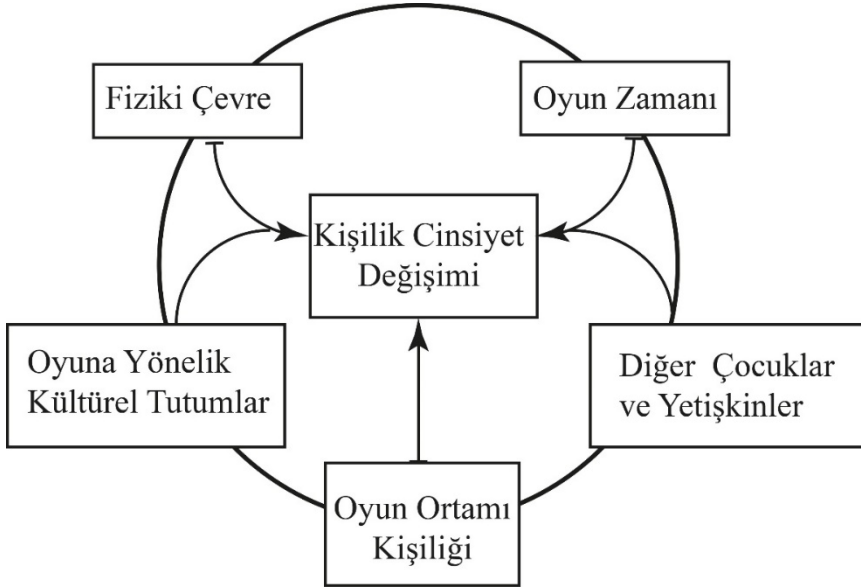 Fiziki Çevre
Oyun Zamanı
Kişilik Cinsiyet
Değişimi
Oyuna Yönelik
Kültürel Tutumlar
Diğer Çocuklar
ve Yetişkinler
Oyun Ortamı
Kişiliği